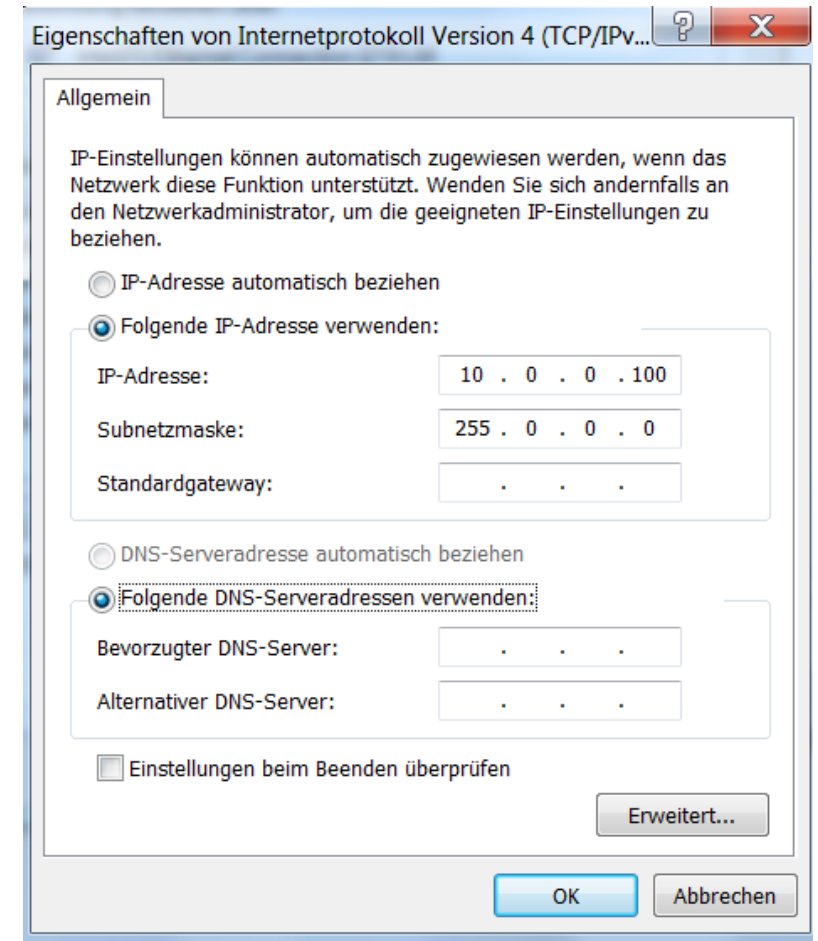 Eigenschaften von Internetprotokoll Version 4 (TCP/IPv...
Allgemein
IP-Einstellungen können automatisch zugewiesen werden, wenn das
Netzwerk diese Funktion unterstützt. Wenden Sie sich andernfalls an
den Netzwerkadministrator, um die geeigneten IP-Einstellungen zu
beziehen.
IP-Adresse automatisch beziehen
Folgende IP-Adresse verwenden:
IP-Adresse: 10 . 0 . 0 . 100
Subnetzmaske: 255 . 0 . 0 . 0
Standardgateway: . . .
DNS-Serveradresse automatisch beziehen
Folgende DNS-Serveradressen verwenden:
Bevorzugter DNS-Server: . . .
Alternativer DNS-Server: . . .
Einstellungen beim Beenden überprüfen
Erweitert...
OK Abbrechen